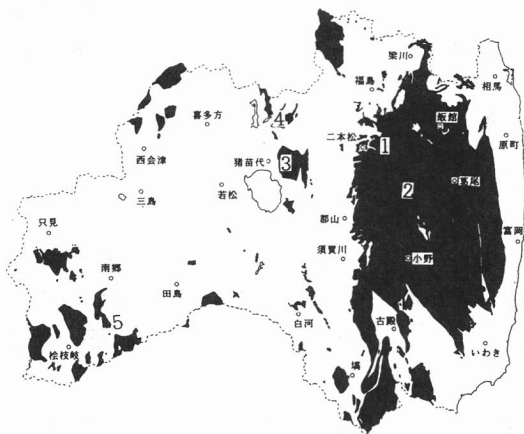 梁川
福島
相馬
喜多方
4
飯館
二本松
1
1
原町
西会津
猪苗代
3
三島
若松
2
葛尾
只見
郡山
富岡
南郷
須賀川
小野
田島
5
白河
古殿
桧枝岐
いわき
塙